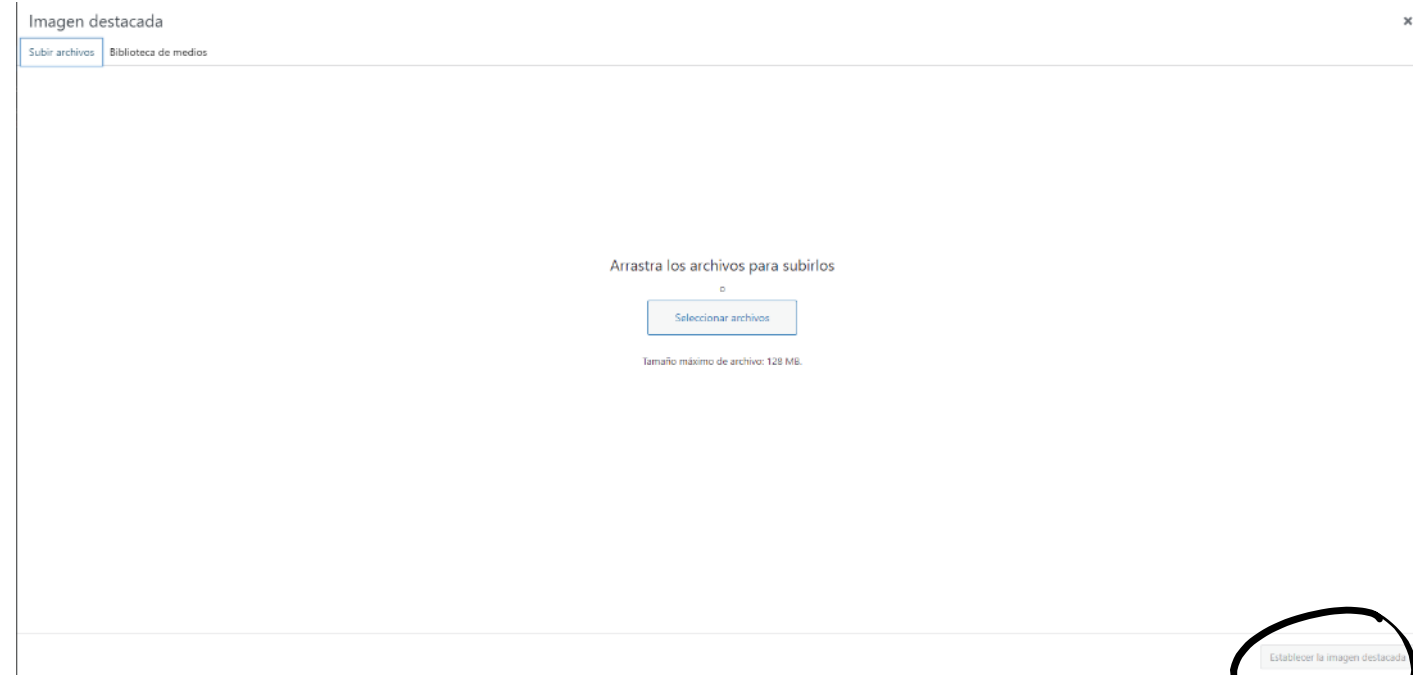 Imagen destacada
Subir archivos Biblioteca de medios
Arrastra los archivos para subirlos
o
Seleccionar archivos
Tamaño máximo de archivo: 128 MB.
Establecer la imagen destacada